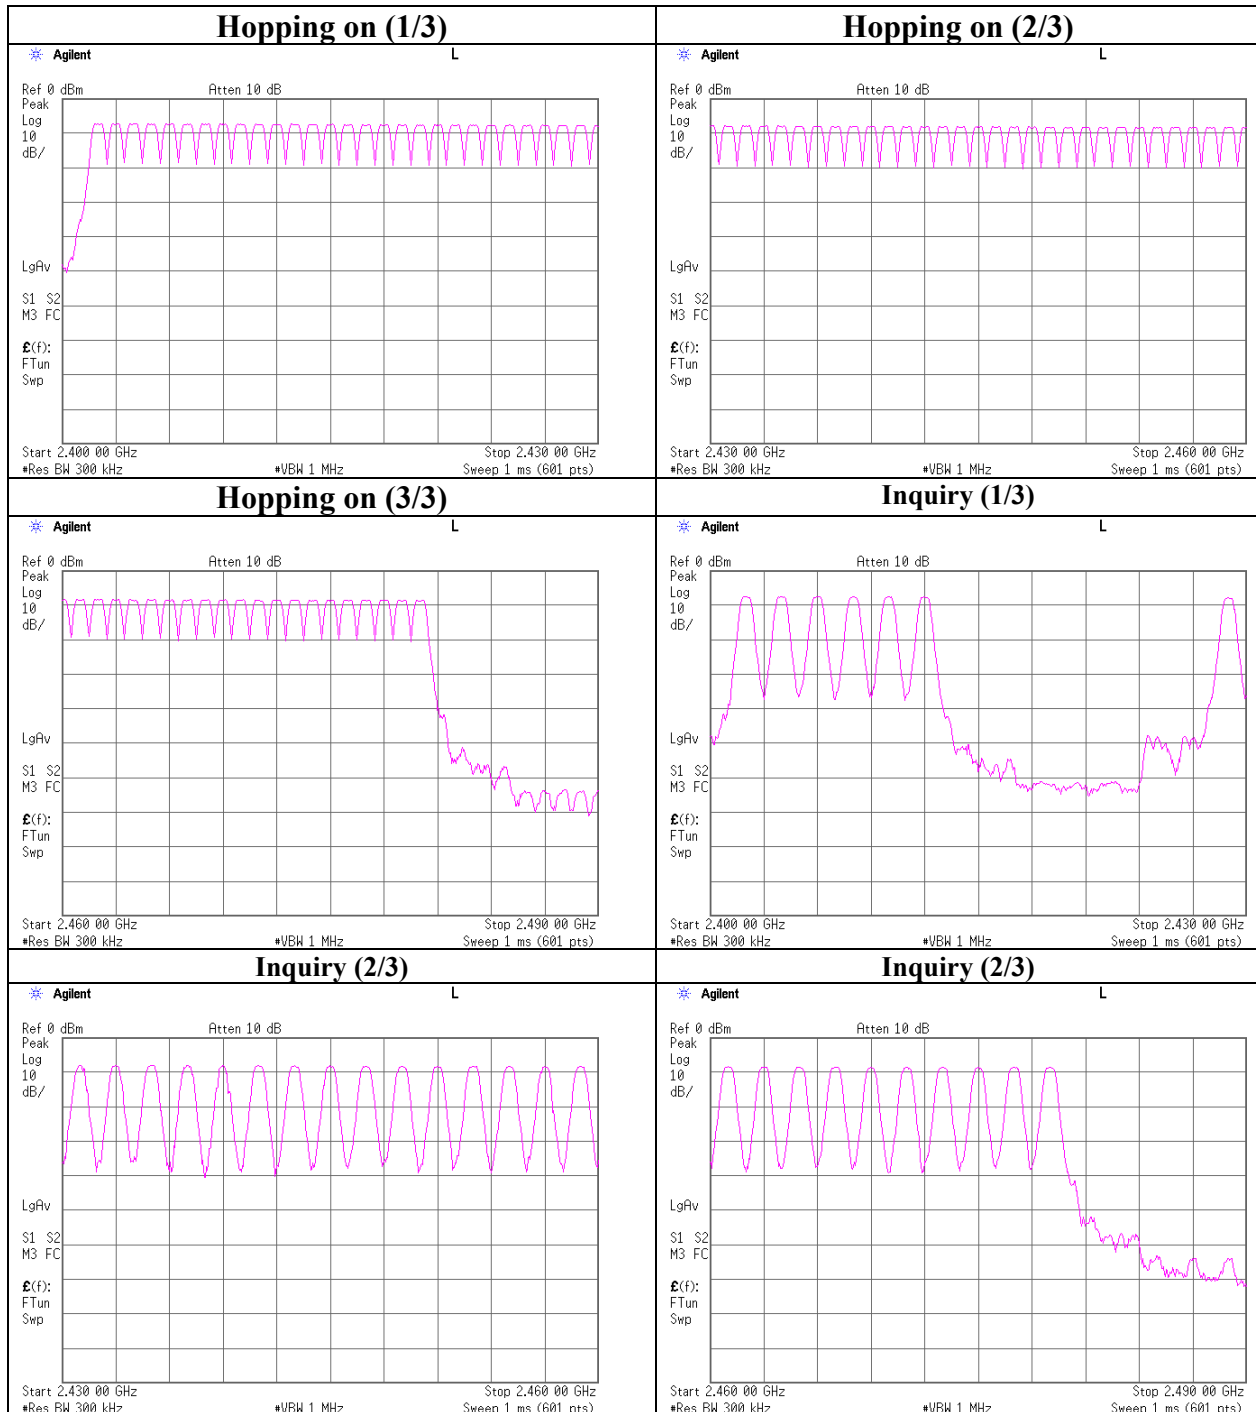 Hopping on (1/3)
Agilent L
Ref 0 dBm Atten 10 dB
Peak
Log
10
dB/
LgAv
S1 S2
M3 FC
£(f):
FTun
Swp
Start 2.400 00 GHz Stop 2.430 00 GHz
#Res BW 300 kHz #VBW 1 MHz Sweep 1 ms (601 pts)
Hopping on (2/3)
Agilent L
Ref 0 dBm Atten 10 dB
Peak
Log
10
dB/
LgAv
S1 S2
M3 FC
£(f):
FTun
Swp
Start 2.430 00 GHz Stop 2.460 00 GHz
#Res BW 300 kHz #VBW 1 MHz Sweep 1 ms (601 pts)
Hopping on (3/3)
Agilent L
Ref 0 dBm Atten 10 dB
Peak
Log
10
dB/
LgAv
S1 S2
M3 FC
£(f):
FTun
Swp
Start 2.460 00 GHz Stop 2.490 00 GHz
#Res BW 300 kHz #VBW 1 MHz Sweep 1 ms (601 pts)
Inquiry (1/3)
Agilent L
Ref 0 dBm Atten 10 dB
Peak
Log
10
dB/
LgAv
S1 S2
M3 FC
£(f):
FTun
Swp
Start 2.400 00 GHz Stop 2.430 00 GHz
#Res BW 300 kHz #VBW 1 MHz Sweep 1 ms (601 pts)
Inquiry (2/3)
Agilent L
Ref 0 dBm Atten 10 dB
Peak
Log
10
dB/
LgAv
S1 S2
M3 FC
£(f):
FTun
Swp
Start 2.430 00 GHz Stop 2.460 00 GHz
#Res BW 300 kHz #VBW 1 MHz Sweep 1 ms (601 pts)
Inquiry (2/3)
Agilent L
Ref 0 dBm Atten 10 dB
Peak
Log
10
dB/
LgAv
S1 S2
M3 FC
£(f):
FTun
Swp
Start 2.460 00 GHz Stop 2.490 00 GHz
#Res BW 300 kHz #VBW 1 MHz Sweep 1 ms (601 pts)